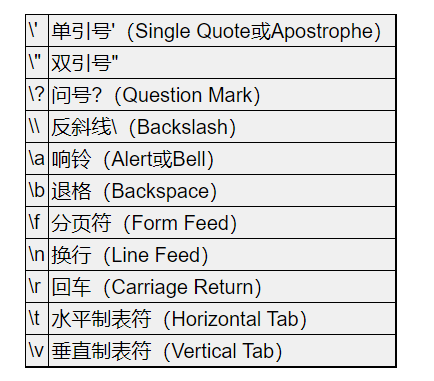 \' 单引号'（Single Quote或Apostrophe）
\" 双引号"
\? 问号？（Question Mark）
\\ 反斜线\（Backslash）
\a 响铃（Alert或Bell）
\b 退格（Backspace）
\f 分页符（Form Feed）
\n 换行（Line Feed）
\r 回车（Carriage Return）
\t 水平制表符（Horizontal Tab）
\v 垂直制表符（Vertical Tab）